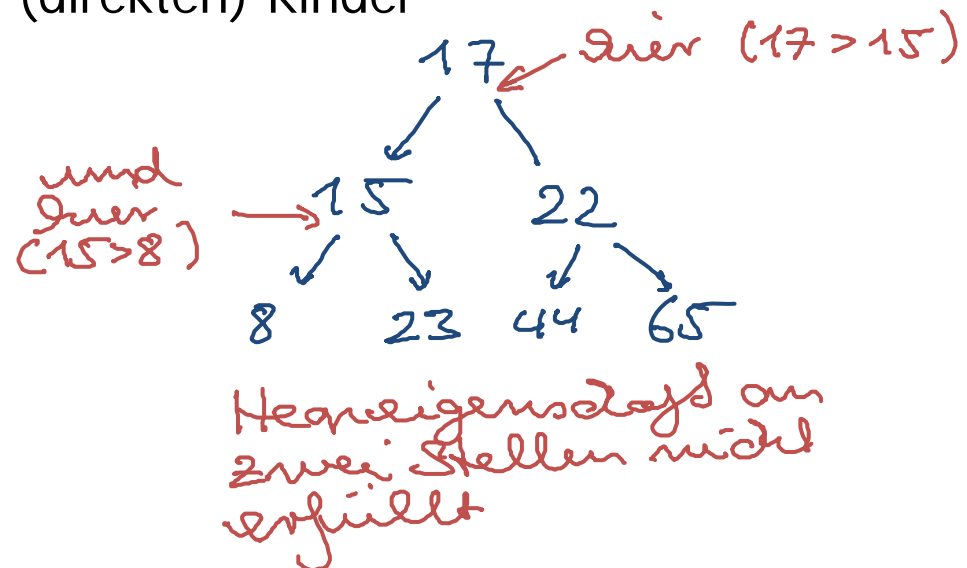 (direkten) Kinder
17
hier (17 > 15)
und
hier
(15>8)
15
22
8
23
44
65
Heapeigenschaft an
zwei Stellen nicht
erfüllt